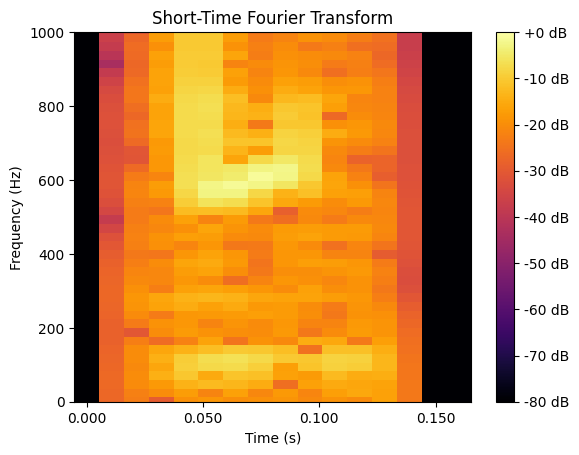 Short-Time Fourier Transform
Frequency (Hz)
1000
800
600
400
200
0
0.000
0.050
0.100
0.150
Time (s)
+0 dB
-10 dB
-20 dB
-30 dB
-40 dB
-50 dB
-60 dB
-70 dB
-80 dB